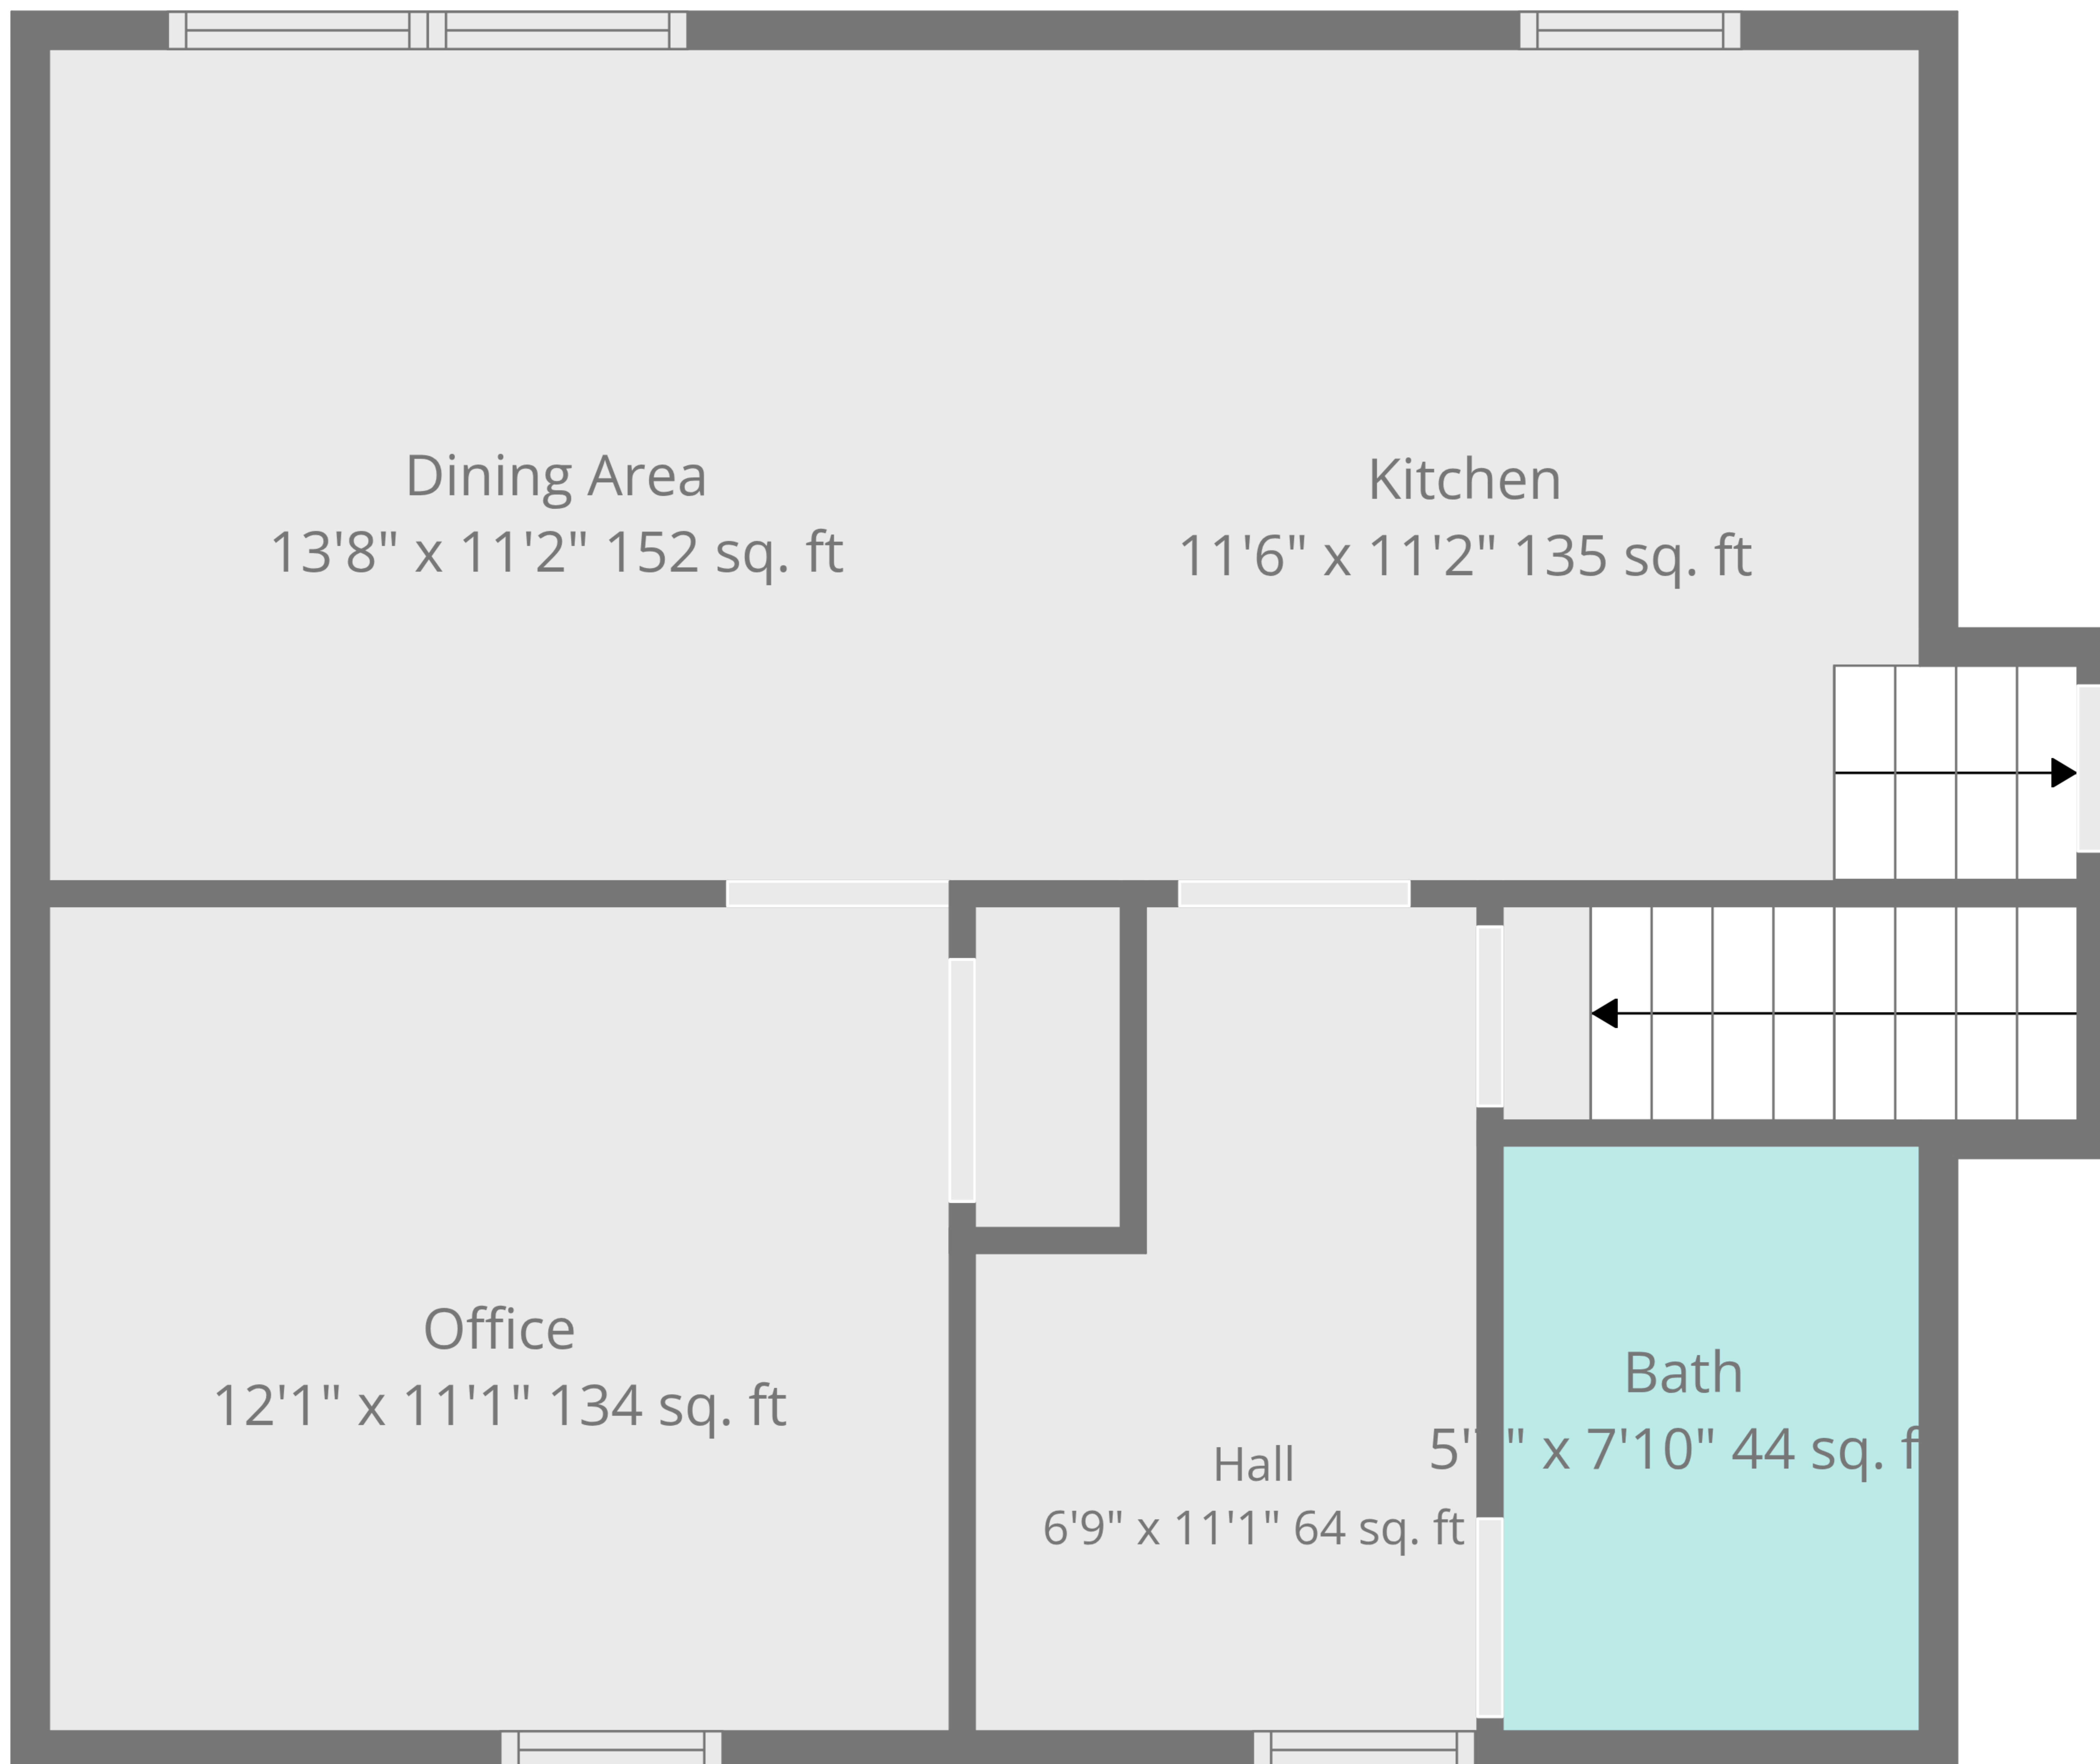 Dining Area
13'8" x 11'2" 152 sq. ft
Kitchen
11'6" x 11'2" 135 sq. ft
Office
12'1" x 11'1" 134 sq. ft
Bath
x 7'10" 44 sq.
Hall
6'9" x 11'1" 64 sq. ft